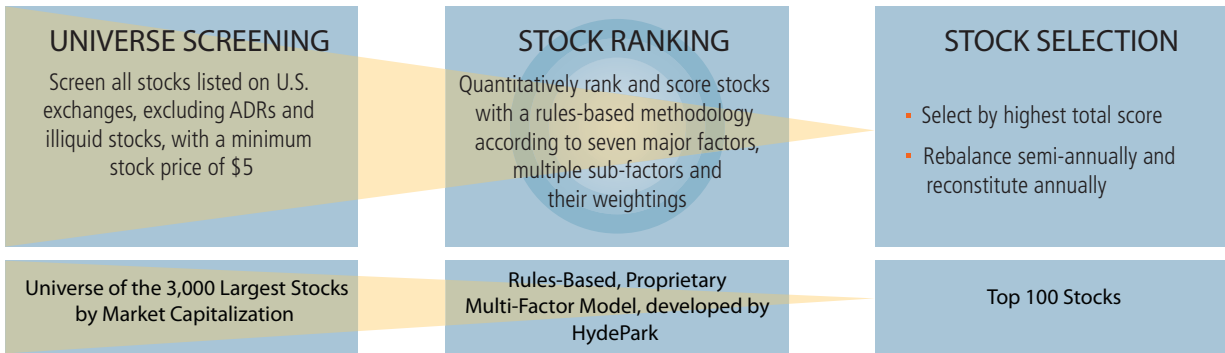 UNIVERSE SCREENING
Screen all stocks listed on U.S.
exchanges, excluding ADRs and
illiquid stocks, with a minimum
stock price of $5
STOCK RANKING
Quantitatively rank and score stocks
with a rules-based methodology
according to seven major factors,
multiple sub-factors and
their weightings
STOCK SELECTION
▪ Select by highest total score
▪ Rebalance semi-annually and
reconstitute annually
Universe of the 3,000 Largest Stocks
by Market Capitalization
Rules-Based, Proprietary
Multi-Factor Model, developed by
HydePark
Top 100 Stocks